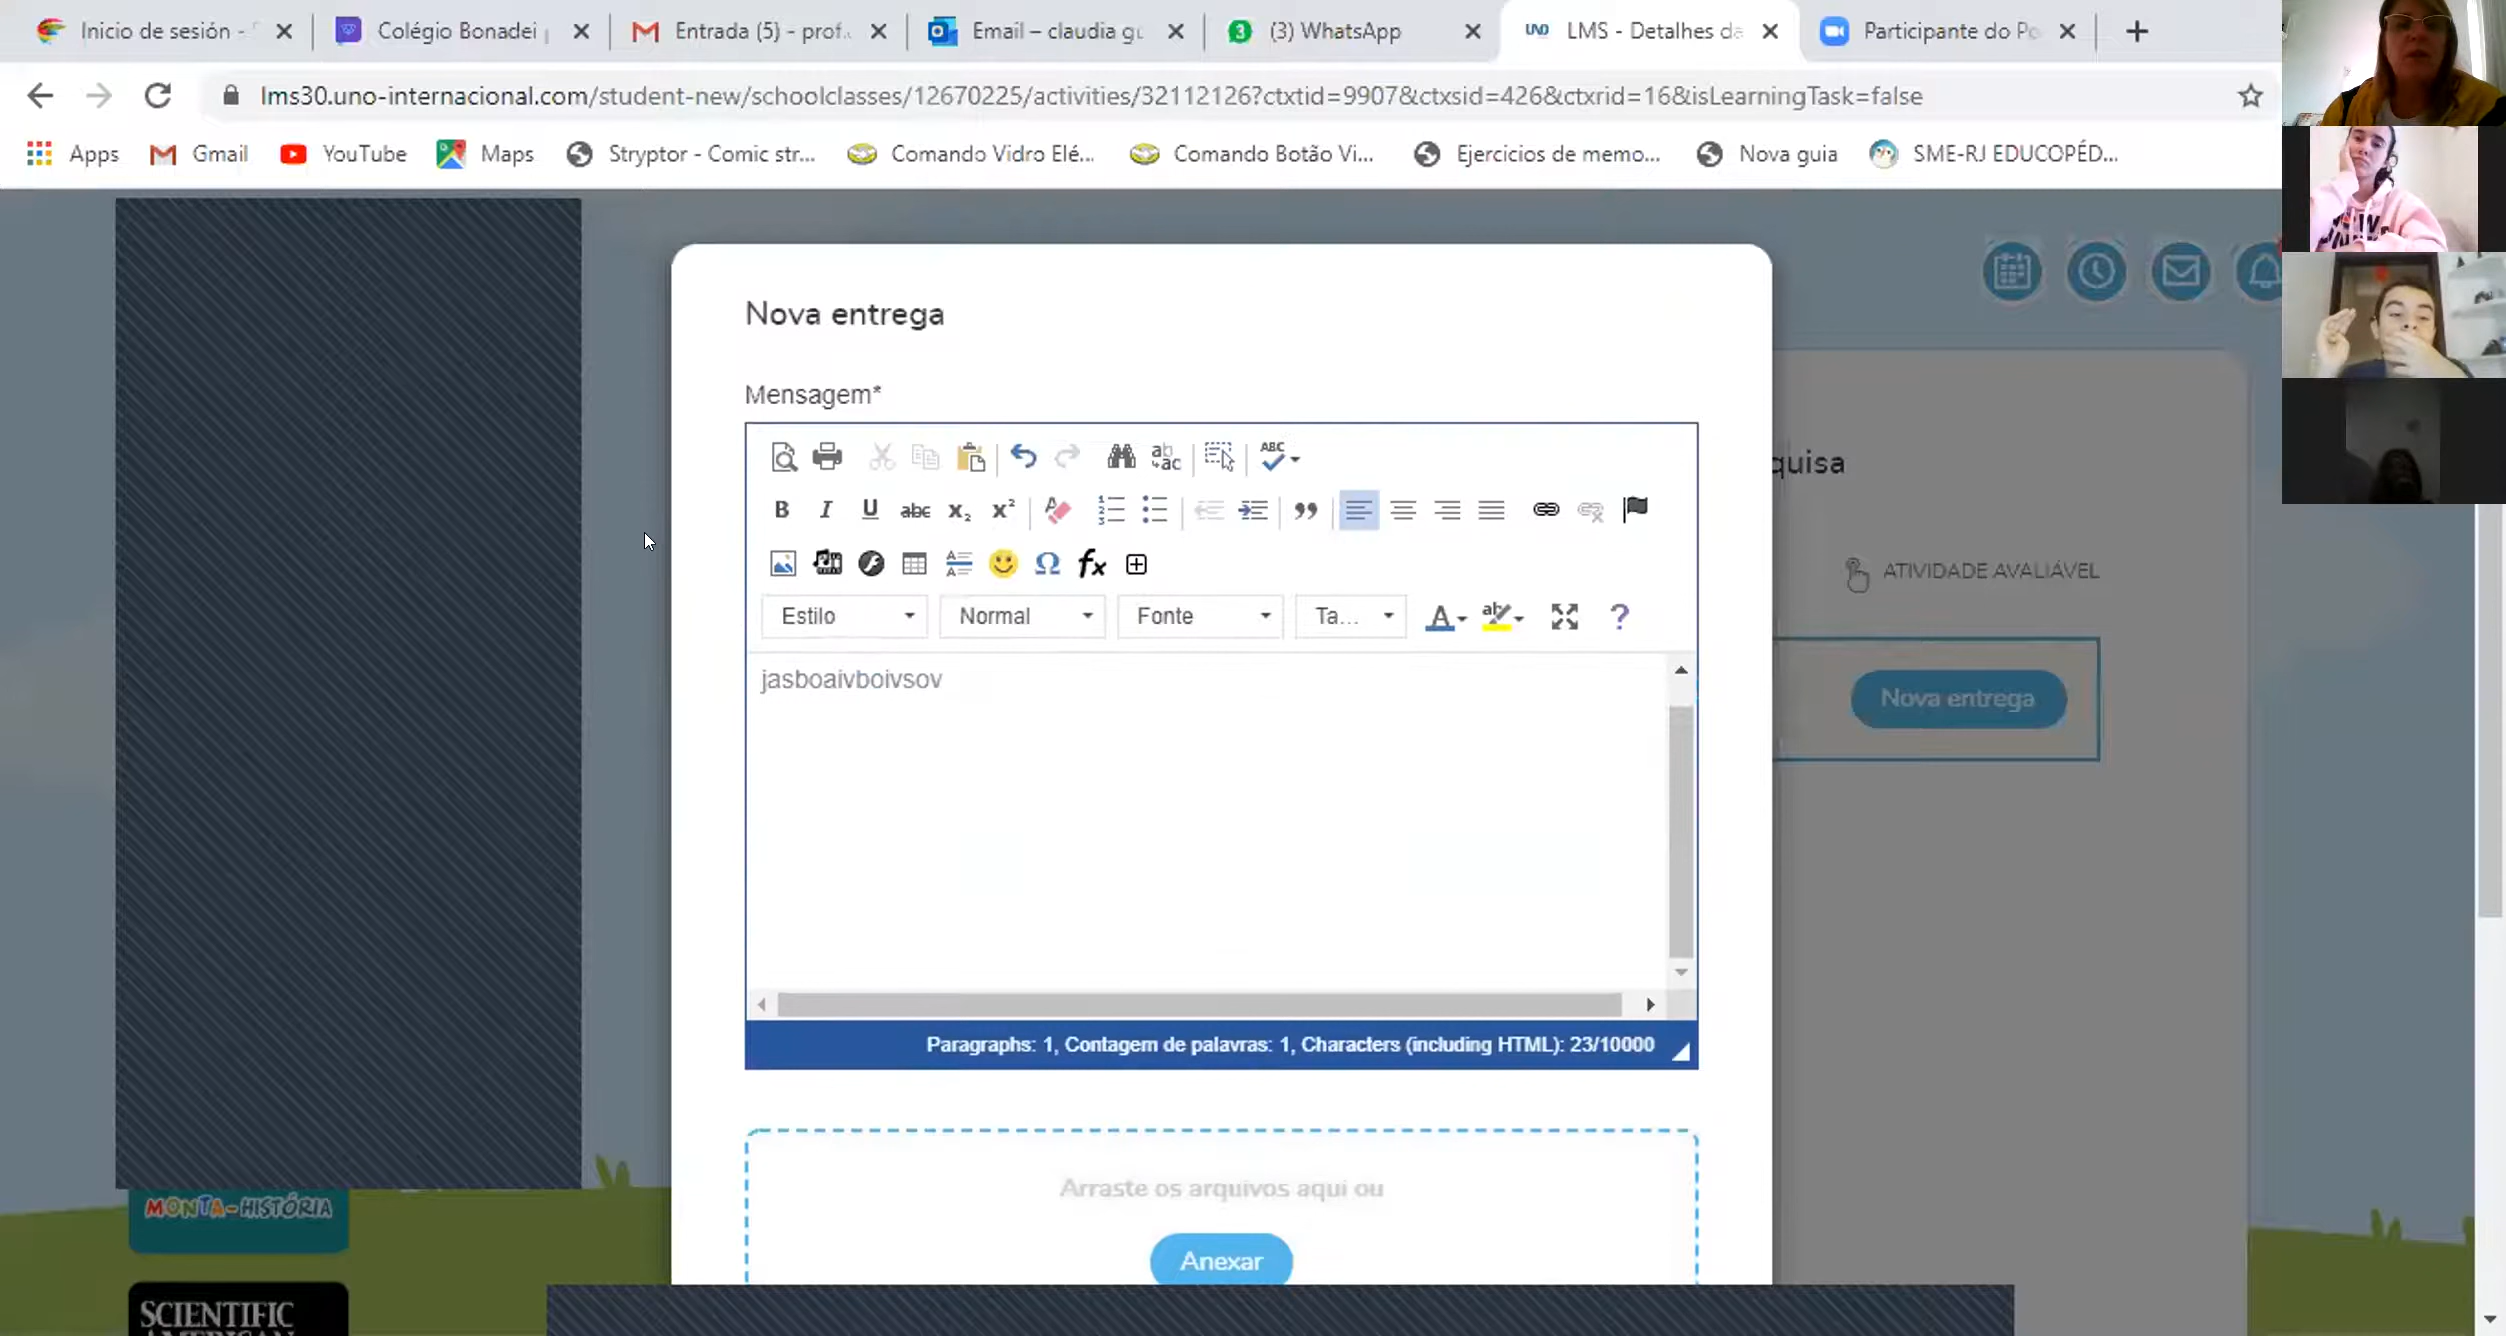 Inicio de sesión -
Colégio Bonadei
Entrada (5) - prof.
Email – claudia gu
(3) WhatsApp
LMS - Detalhes da
Participante do Po
lms30.uno-internacional.com/student-new/schoolclasses/12670225/activities/32112126?ctxtid=9907&ctxsid=426&ctxrid=16&isLearningTask=false
Apps
Gmail
YouTube
Maps
Stryptor - Comic str...
Comando Vidro Elé...
Comando Botão Vi...
Ejercicios de memo...
Nova guia
SME-RJ EDUCOPÉD...
Nova entrega
Mensagem*
quisa
ATIVIDADE AVALIÁVEL
Estilo
Normal
Fonte
Ta...
jasboaivboivsov
Nova entrega
Paragraphs: 1, Contagem de palavras: 1, Characters (including HTML): 23/10000
Arraste os arquivos aqui ou
Anexar
MONTA-HISTÓRIA
SCIENTIFIC
AMERICAN